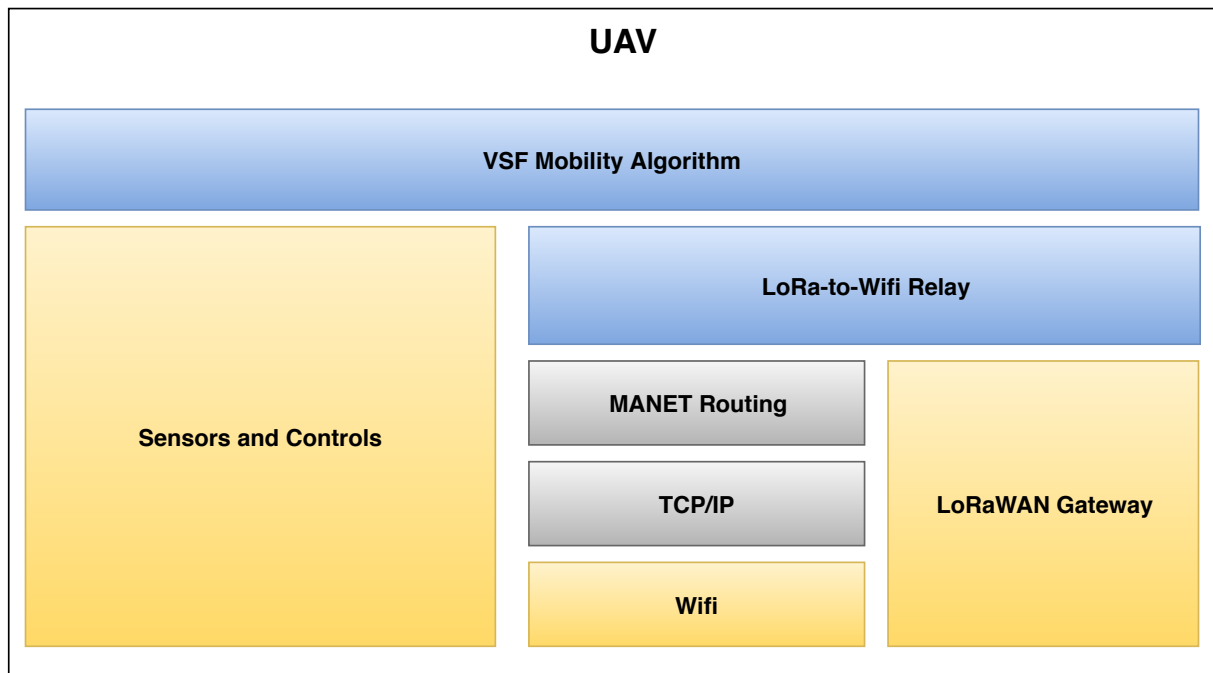 UAV
VSF Mobility Algorithm
Sensors and Controls
LoRa-to-Wifi Relay
MANET Routing
TCP/IP
Wifi
LoRaWAN Gateway